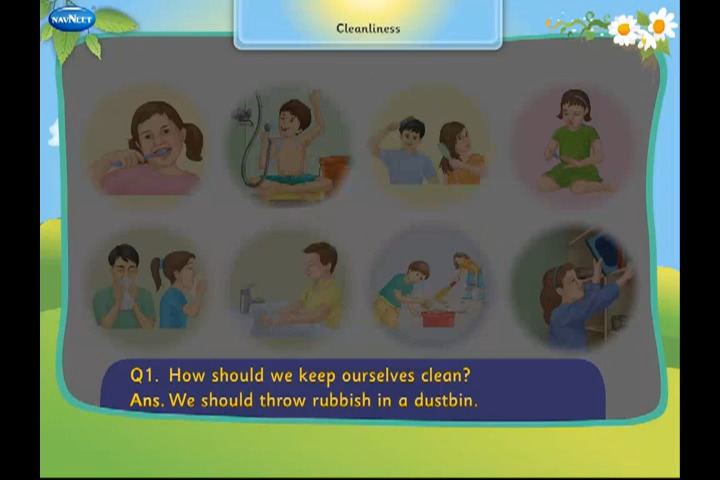 NAVNEET
Cleanliness
Q1. How should we keep ourselves clean?
Ans. We should throw rubbish in a dustbin.